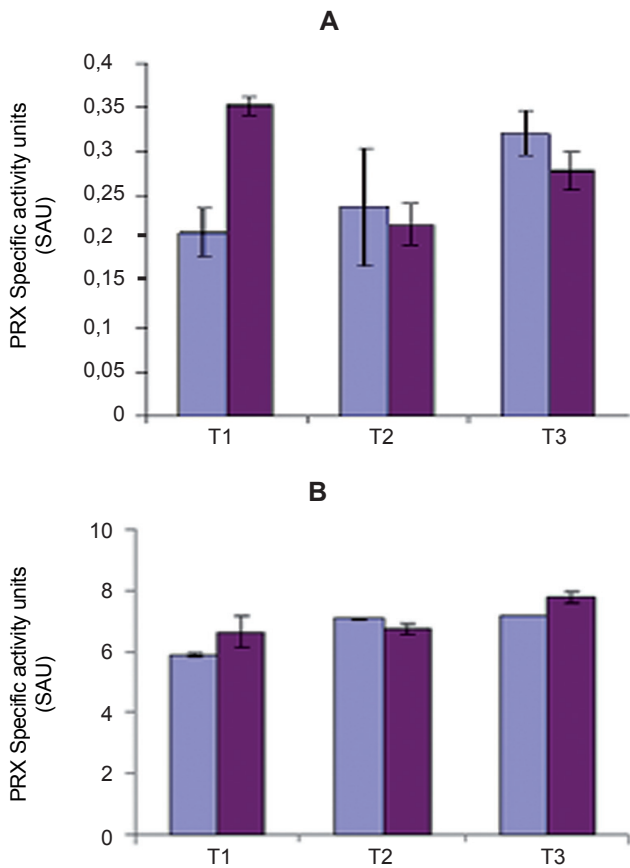 A
PRX Specific activity units
(SAU)
0,4
0,35
0,3
0,25
0,2
0,15
0,1
0,05
0
T1 T2 T3
B
PRX Specific activity units
(SAU)
10
8
6
4
2
0
T1 T2 T3